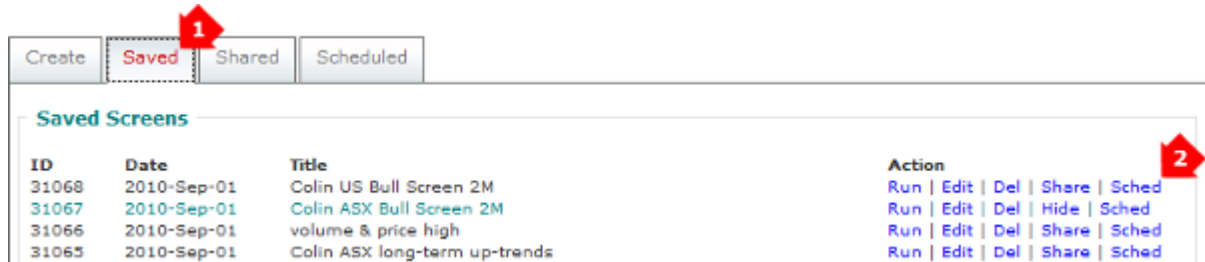 1
Create Saved Shared Scheduled
Saved Screens
ID Date Title Action
2
31068 2010-Sep-01 Colin US Bull Screen 2M Run | Edit | Del | Share | Sched
31067 2010-Sep-01 Colin ASX Bull Screen 2M Run | Edit | Del | Hide | Sched
31066 2010-Sep-01 volume & price high Run | Edit | Del | Share | Sched
31065 2010-Sep-01 Colin ASX long-term up-trends Run | Edit | Del | Share | Sched